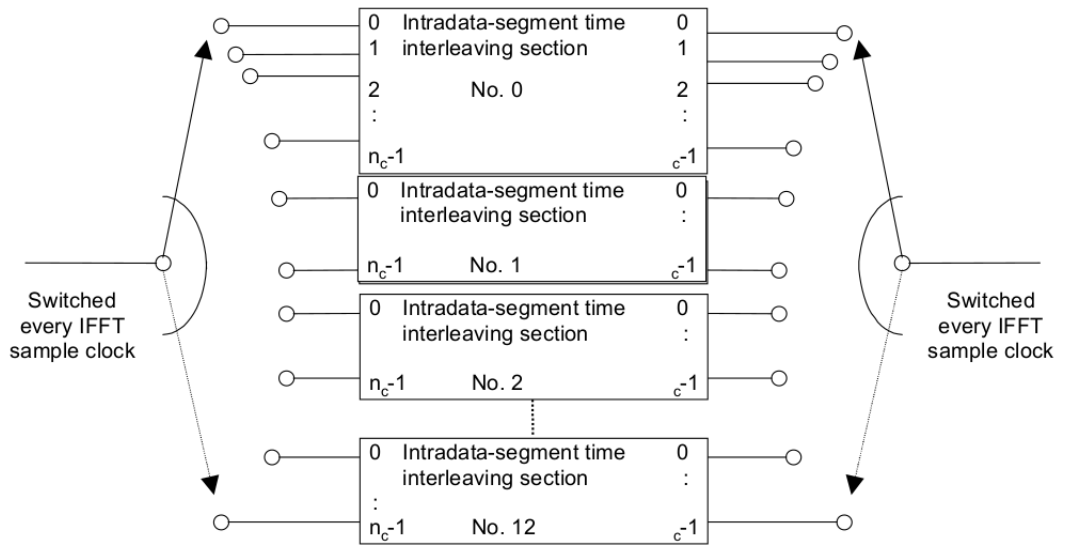 0 Intradata-segment time 0
1 interleaving section 1
2 No. 0 2
: :
n_c-1 _c-1
0 Intradata-segment time 0
interleaving section :
n_c-1 No. 1 _c-1
Switched
every IFFT
sample clock
0 Intradata-segment time 0
interleaving section :
n_c-1 No. 2 _c-1
Switched
every IFFT
sample clock
0 Intradata-segment time 0
interleaving section :
:
n_c-1 No. 12 _c-1